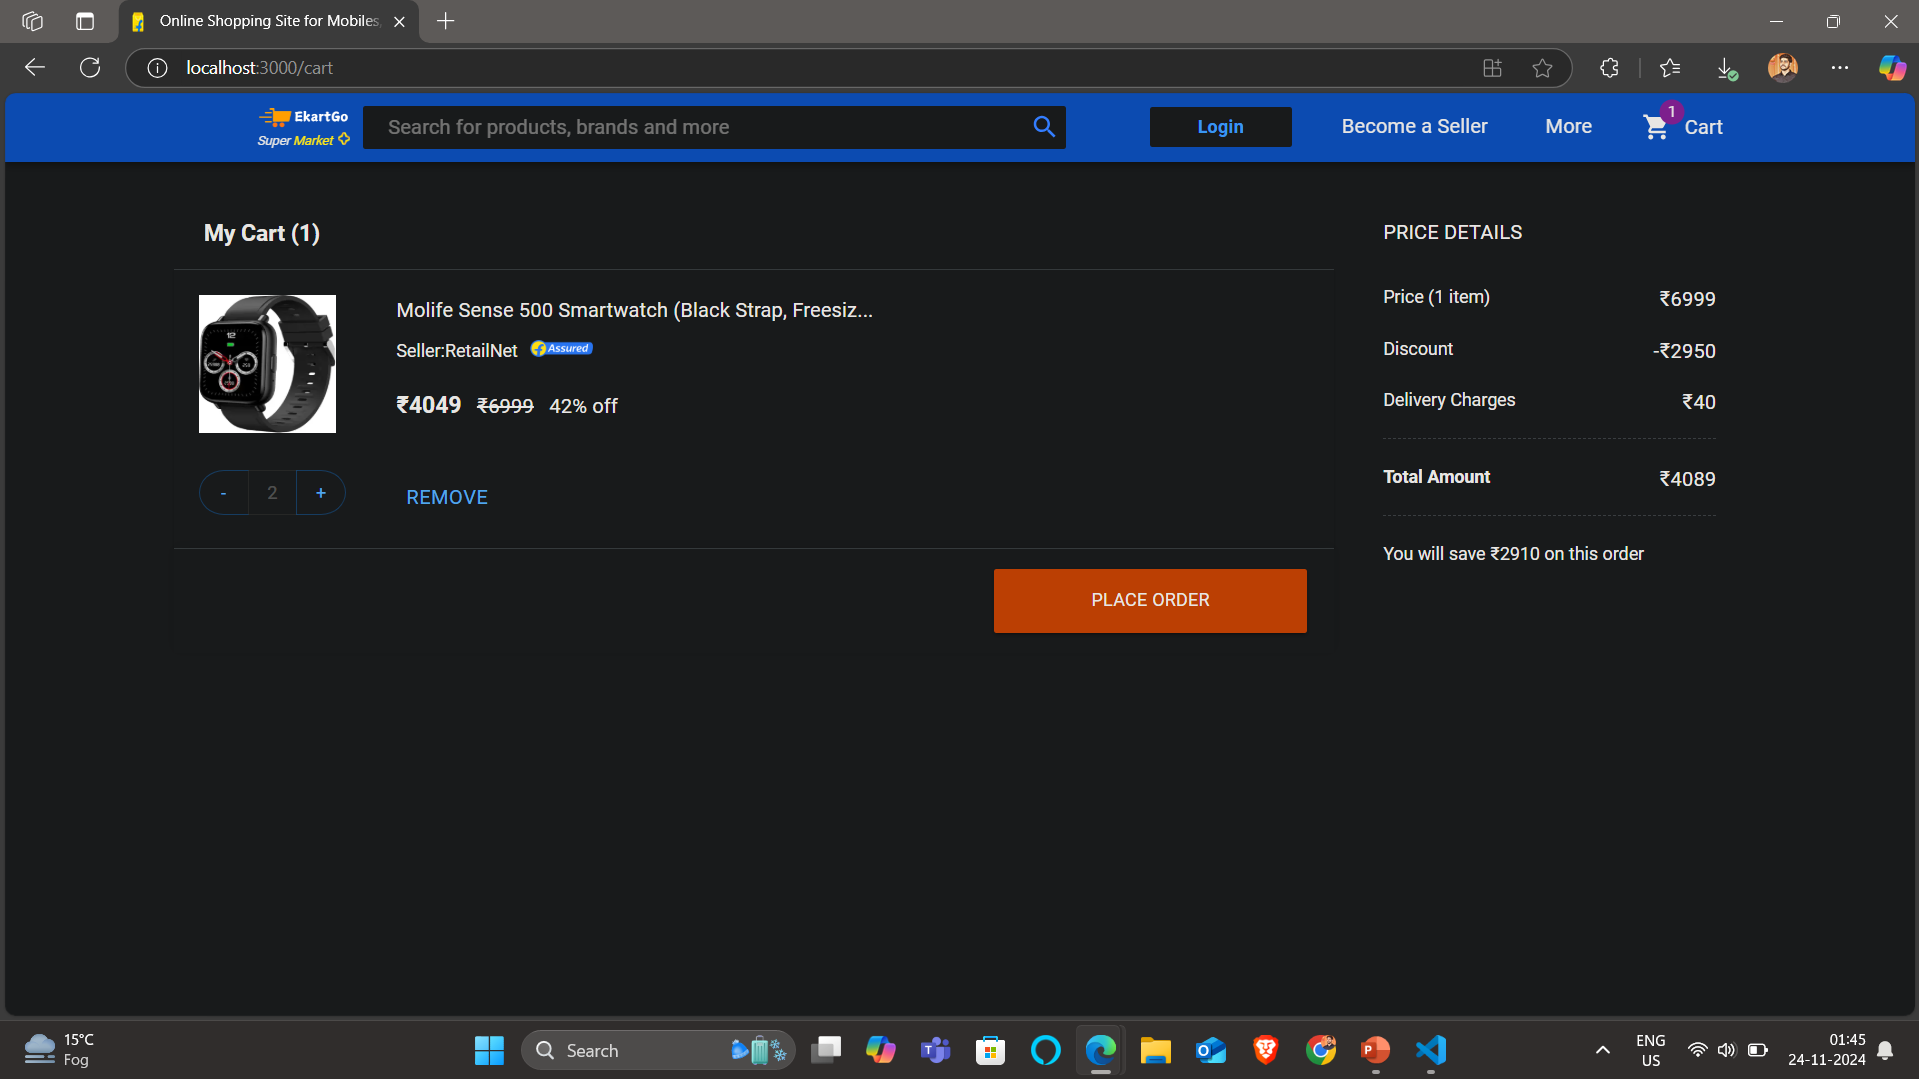 Online Shopping Site for Mobiles,
localhost:3000/cart
EkartGo
Super Market
Search for products, brands and more
Login
Become a Seller
More
1
Cart
My Cart (1)
Molife Sense 500 Smartwatch (Black Strap, Freesiz...
Seller:RetailNet
Assured
₹4049 ₹6999 42% off
- 2 +
REMOVE
PLACE ORDER
PRICE DETAILS
Price (1 item) ₹6999
Discount -₹2950
Delivery Charges ₹40
Total Amount ₹4089
You will save ₹2910 on this order
15°C
Fog
Search
ENG
US
01:45
24-11-2024